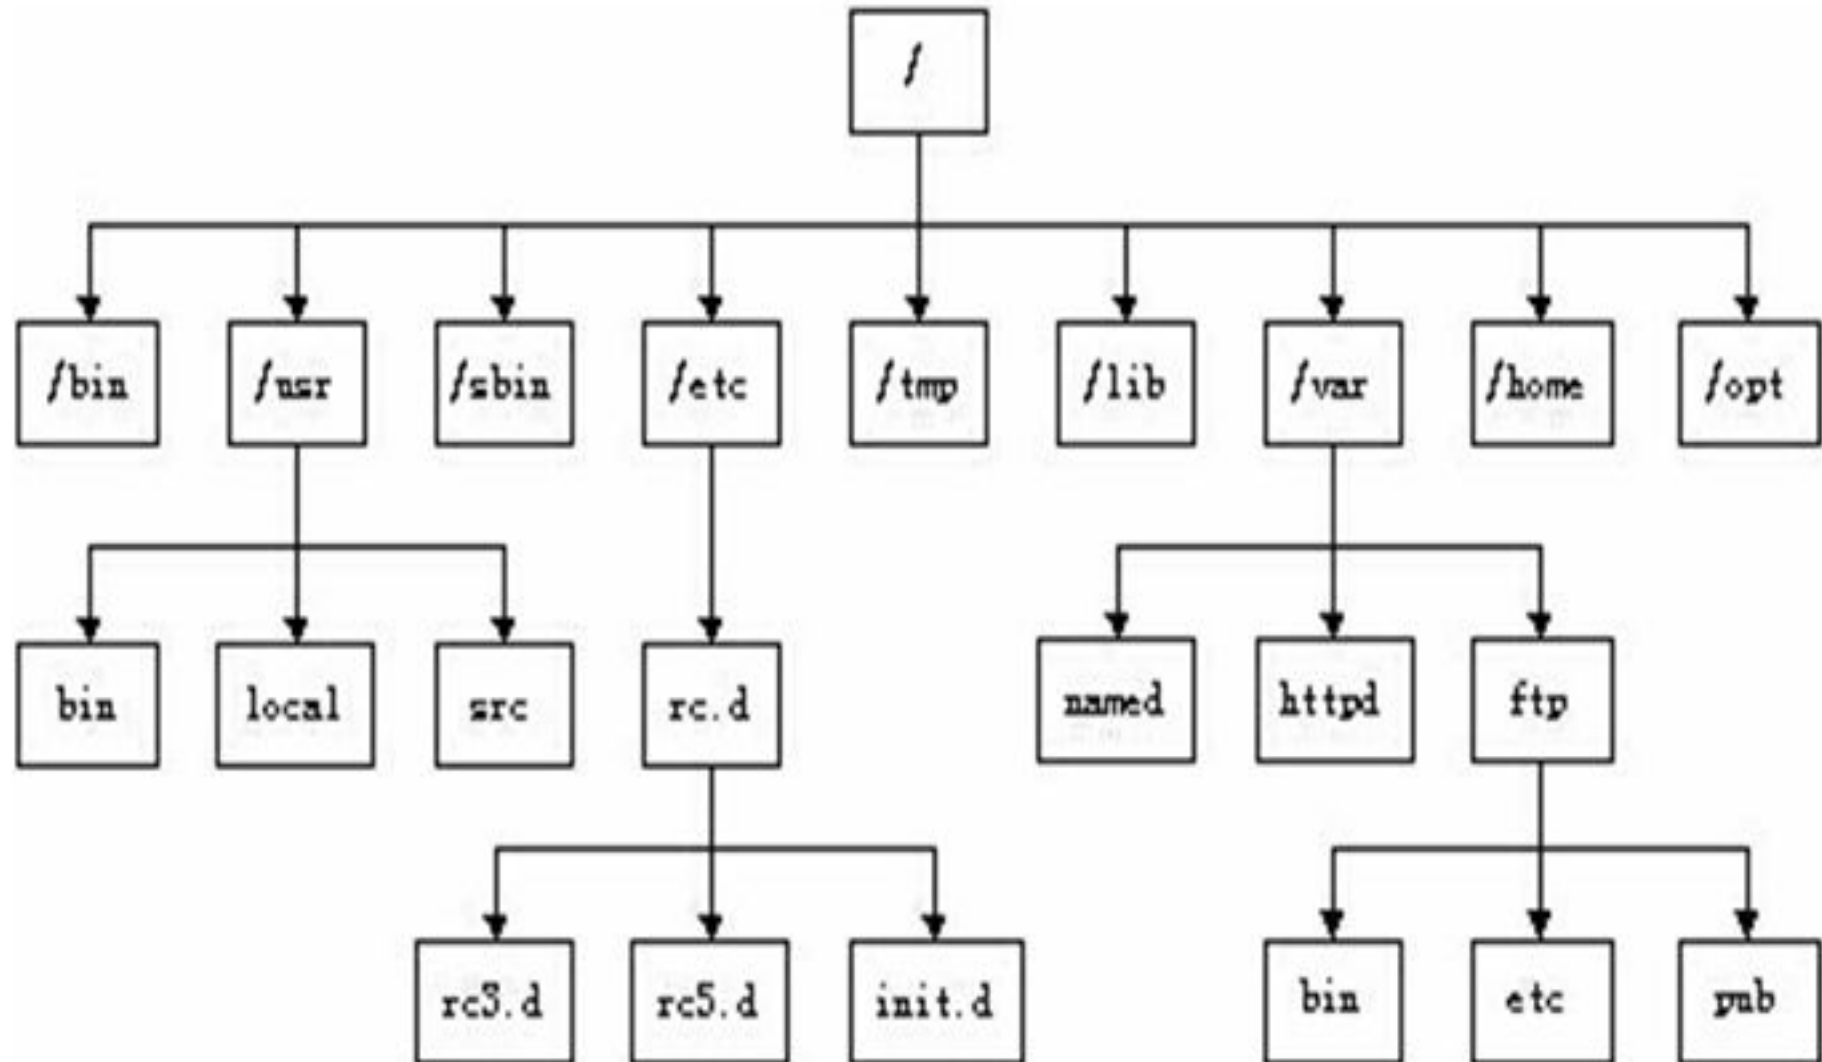 /
/bin /usr /sbin /etc /tmp /lib /var /home /opt
bin local src rc.d named httpd ftp
rc3.d rc5.d init.d bin etc pub